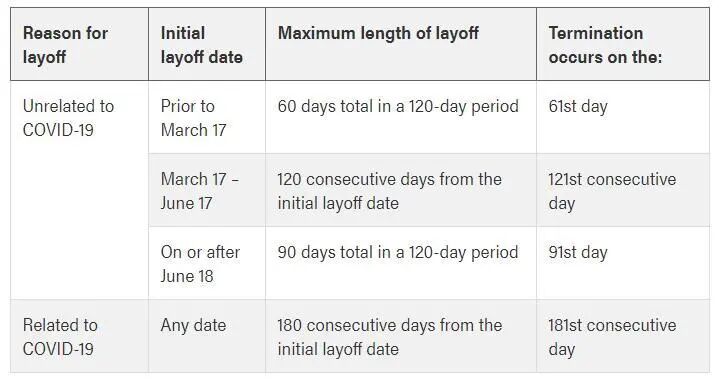 Reason for layoff
Initial layoff date
Maximum length of layoff
Termination occurs on the:
Unrelated to COVID-19
Prior to March 17
60 days total in a 120-day period
61st day
March 17 – June 17
120 consecutive days from the initial layoff date
121st consecutive day
On or after June 18
90 days total in a 120-day period
91st day
Related to COVID-19
Any date
180 consecutive days from the initial layoff date
181st consecutive day